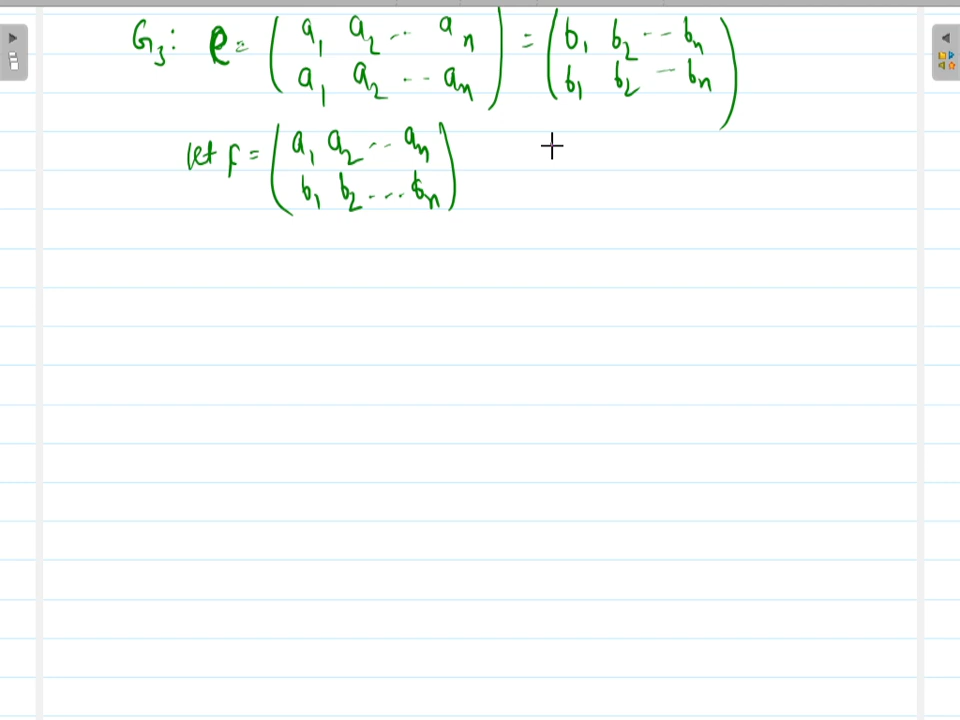 G₃: e = ( a₁ a₂ ... aₙ ) = ( b₁ b₂ --- bₙ )
( a₁ a₂ ... aₙ ) ( b₁ b₂ --- bₙ )
let f = ( a₁ a₂ ... aₙ )
( b₁ b₂ .... bₙ )